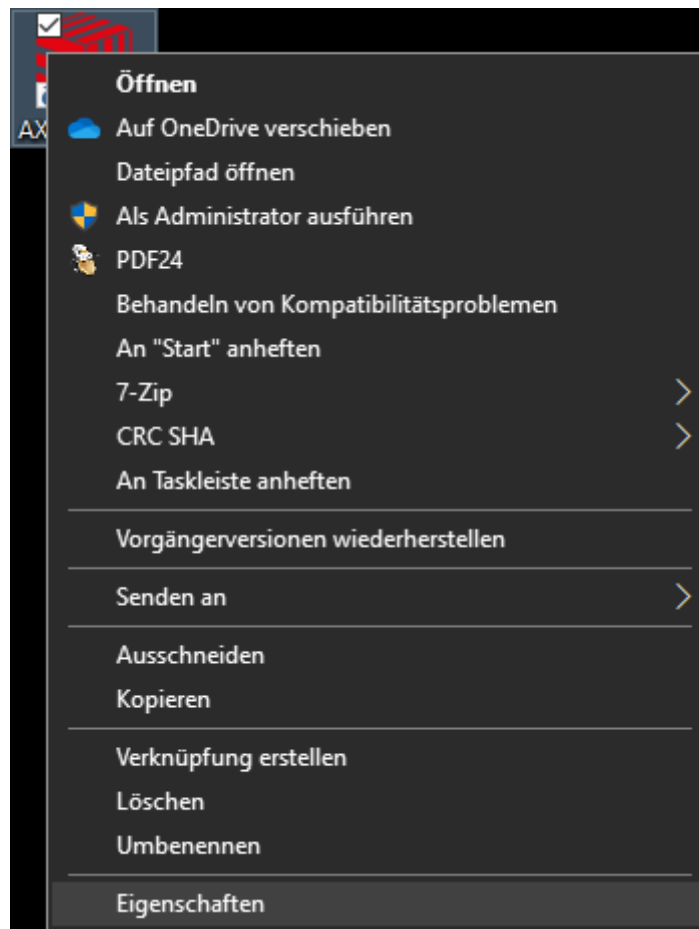 AX
Öffnen
Auf OneDrive verschieben
Dateipfad öffnen
Als Administrator ausführen
PDF24
Behandeln von Kompatibilitätsproblemen
An "Start" anheften
7-Zip
CRC SHA
An Taskleiste anheften
Vorgängerversionen wiederherstellen
Senden an
Ausschneiden
Kopieren
Verknüpfung erstellen
Löschen
Umbenennen
Eigenschaften